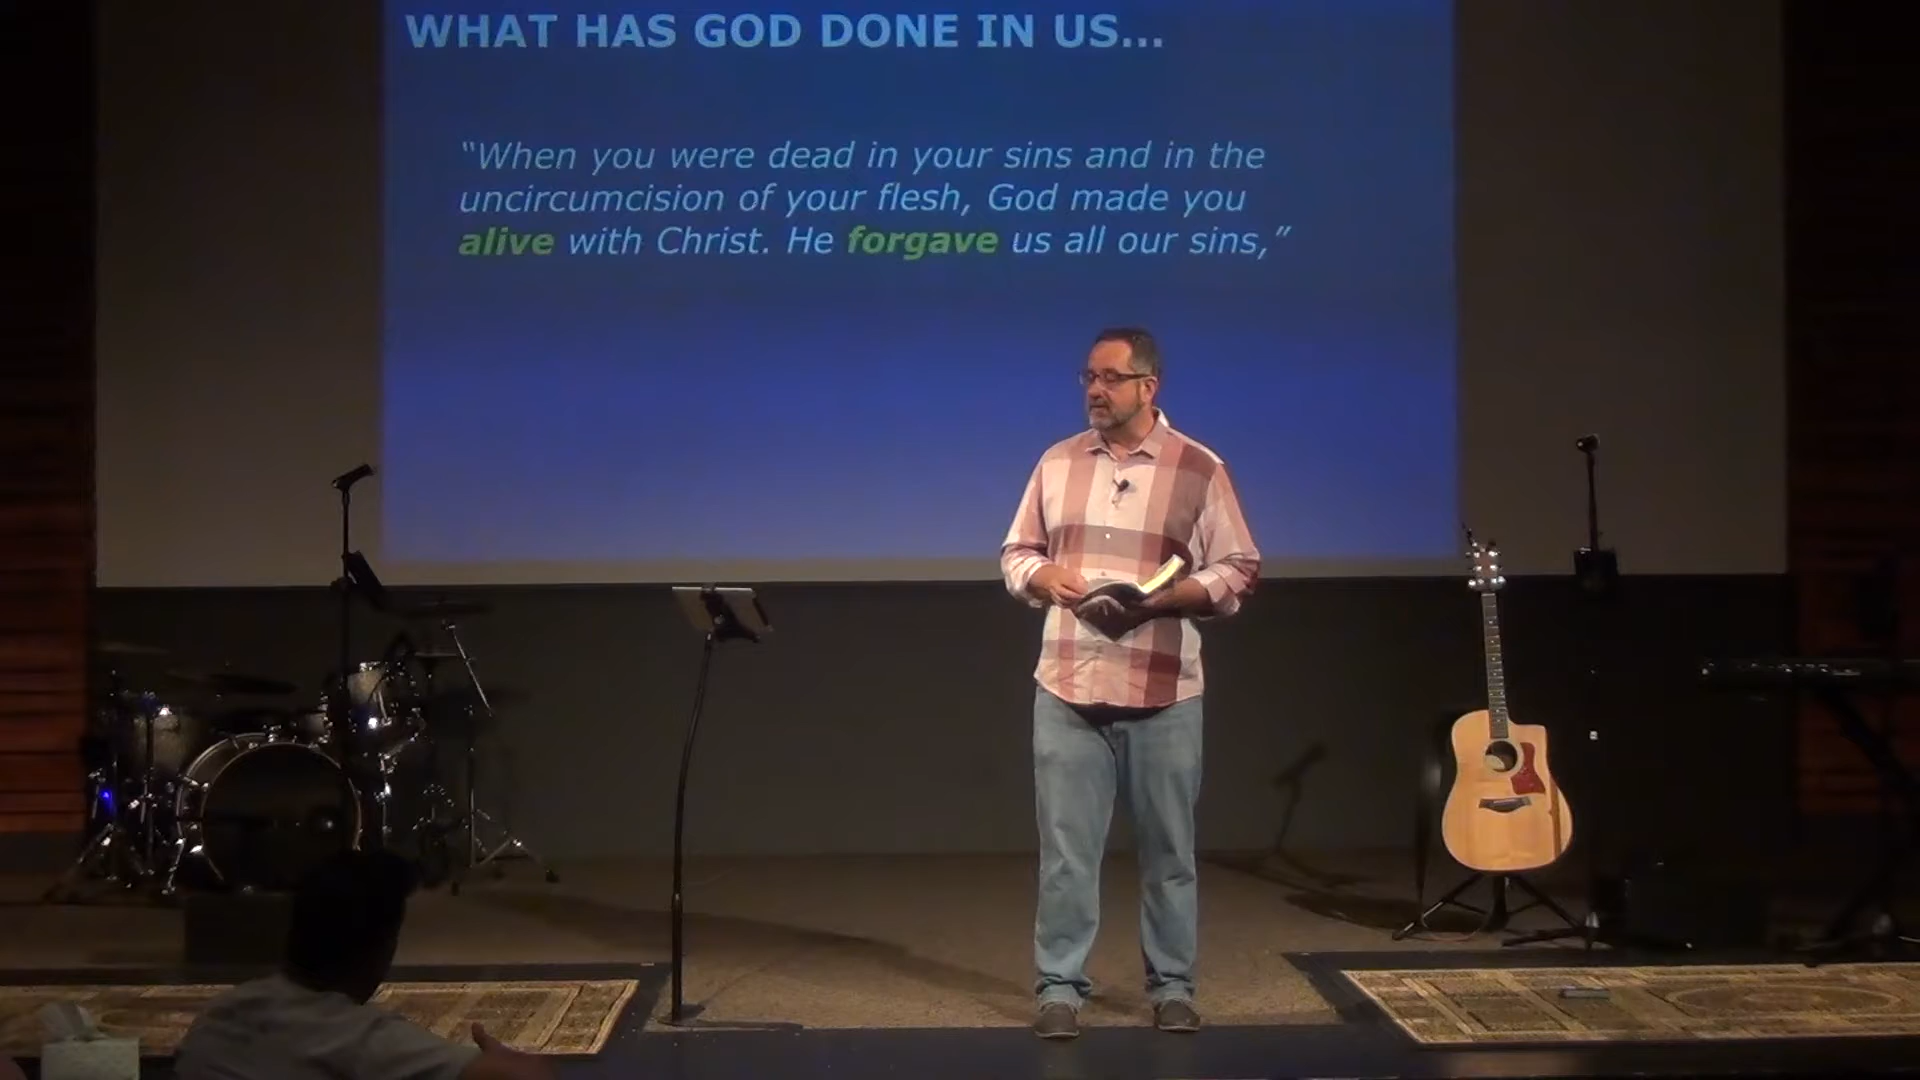 WHAT HAS GOD DONE IN US...
“When you were dead in your sins and in the
uncircumcision of your flesh, God made you
alive with Christ. He forgave us all our sins,”